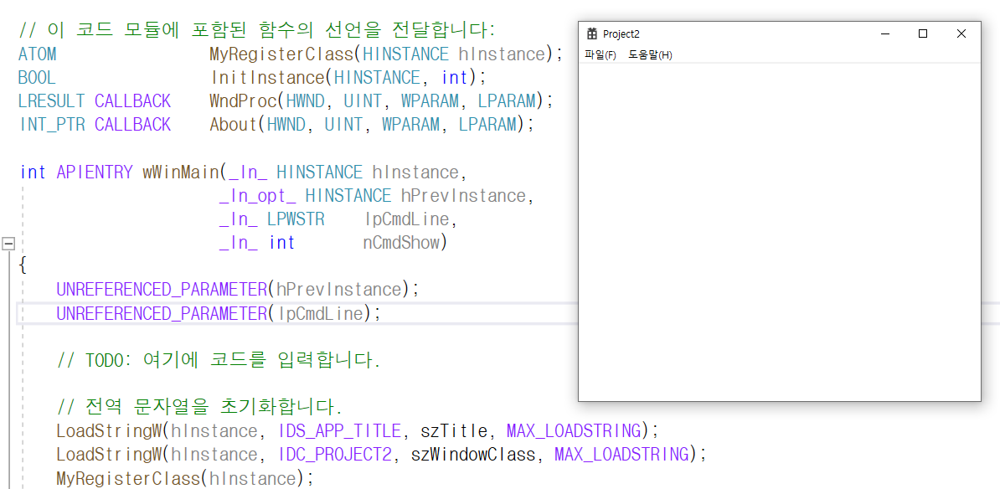 // 이 코드 모듈에 포함된 함수의 선언을 전달합니다:
ATOM                MyRegisterClass(HINSTANCE hInstance);
BOOL                InitInstance(HINSTANCE, int);
LRESULT CALLBACK    WndProc(HWND, UINT, WPARAM, LPARAM);
INT_PTR CALLBACK    About(HWND, UINT, WPARAM, LPARAM);
int APIENTRY wWinMain(_In_ HINSTANCE hInstance,
_In_opt_ HINSTANCE hPrevInstance,
_In_ LPWSTR    lpCmdLine,
_In_ int       nCmdShow)
{
UNREFERENCED_PARAMETER(hPrevInstance);
UNREFERENCED_PARAMETER(lpCmdLine);
// TODO: 여기에 코드를 입력합니다.
// 전역 문자열을 초기화합니다.
LoadStringW(hInstance, IDS_APP_TITLE, szTitle, MAX_LOADSTRING);
LoadStringW(hInstance, IDC_PROJECT2, szWindowClass, MAX_LOADSTRING);
MyRegisterClass(hInstance);
Project2
파일(F) 도움말(H)